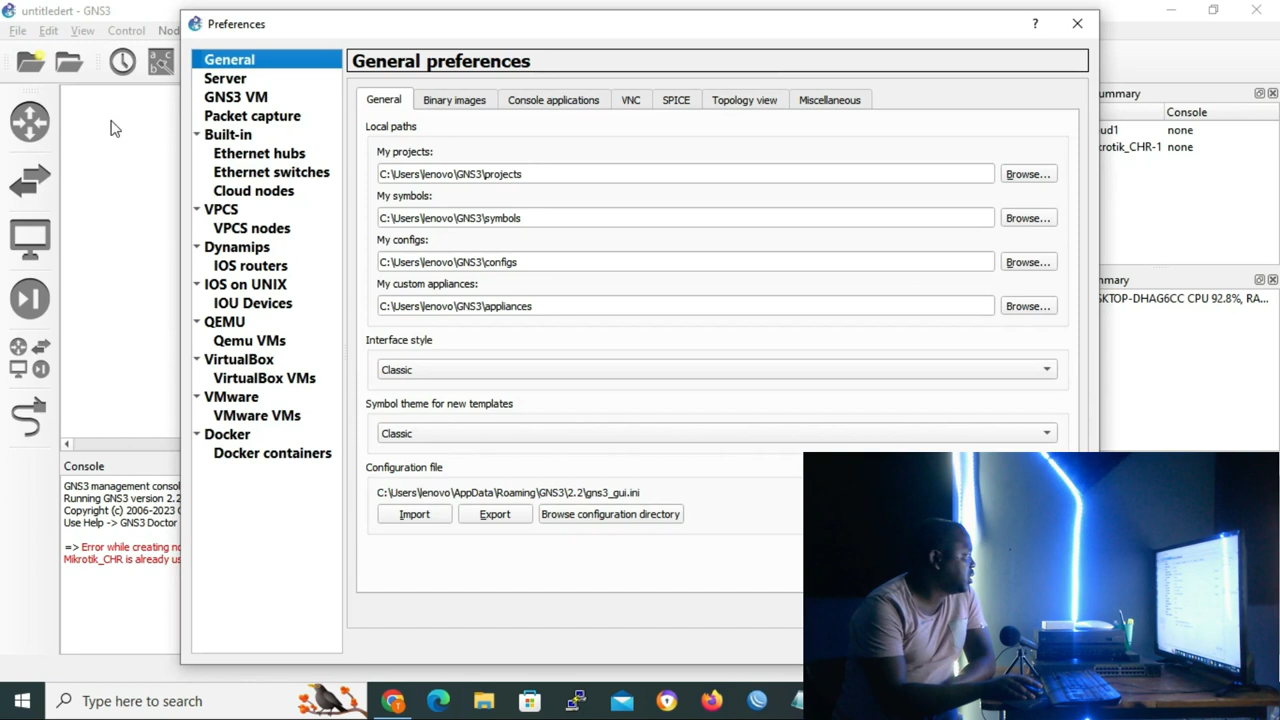 untitledert - GNS3
File Edit View Control
Preferences
?
General
Server
GNS3 VM
Packet capture
Built-in
Ethernet hubs
Ethernet switches
Cloud nodes
VPCS
VPCS nodes
Dynamips
IOS routers
IOS on UNIX
IOU Devices
QEMU
Qemu VMs
VirtualBox
VirtualBox VMs
VMware
VMware VMs
Docker
Docker containers
General preferences
General Binary images Console applications VNC SPICE Topology view Miscellaneous
Local paths
My projects:
C:\Users\lenovo\GNS3\projects Browse...
My symbols:
C:\Users\lenovo\GNS3\symbols Browse...
My configs:
C:\Users\lenovo\GNS3\configs Browse...
My custom appliances:
C:\Users\lenovo\GNS3\appliances Browse...
Interface style
Classic
Symbol theme for new templates
Classic
Configuration file
C:\Users\lenovo\AppData\Roaming\GNS3\2.2\gns3_gui.ini
Import Export Browse configuration directory
Console
none
krotik_CHR-1 none
SKTOP-DHAG6CC CPU 92.8%, RA...
Console
GNS3 management
Running GNS3 version 2.2
Copyright (c) 2006-2023
Use Help -> GNS3 Doctor
=> Error while creating
Mikrotik_CHR is already
Type here to search